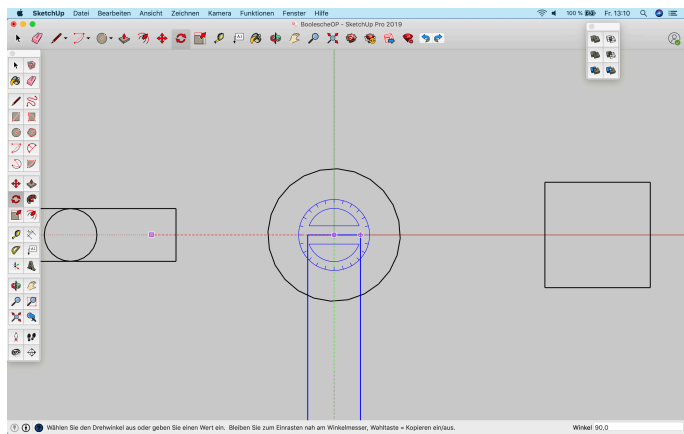 SketchUp Datei Bearbeiten Ansicht Zeichnen Kamera Funktionen Fenster Hilfe 100 % Fr. 13:10
BoolescheOP - SketchUp Pro 2019
A1
A1
Wählen Sie den Drehwinkel aus oder geben Sie einen Wert ein. Bleiben Sie zum Einrasten nah am Winkelmesser, Wahltaste = Kopieren ein/aus. Winkel 90,0